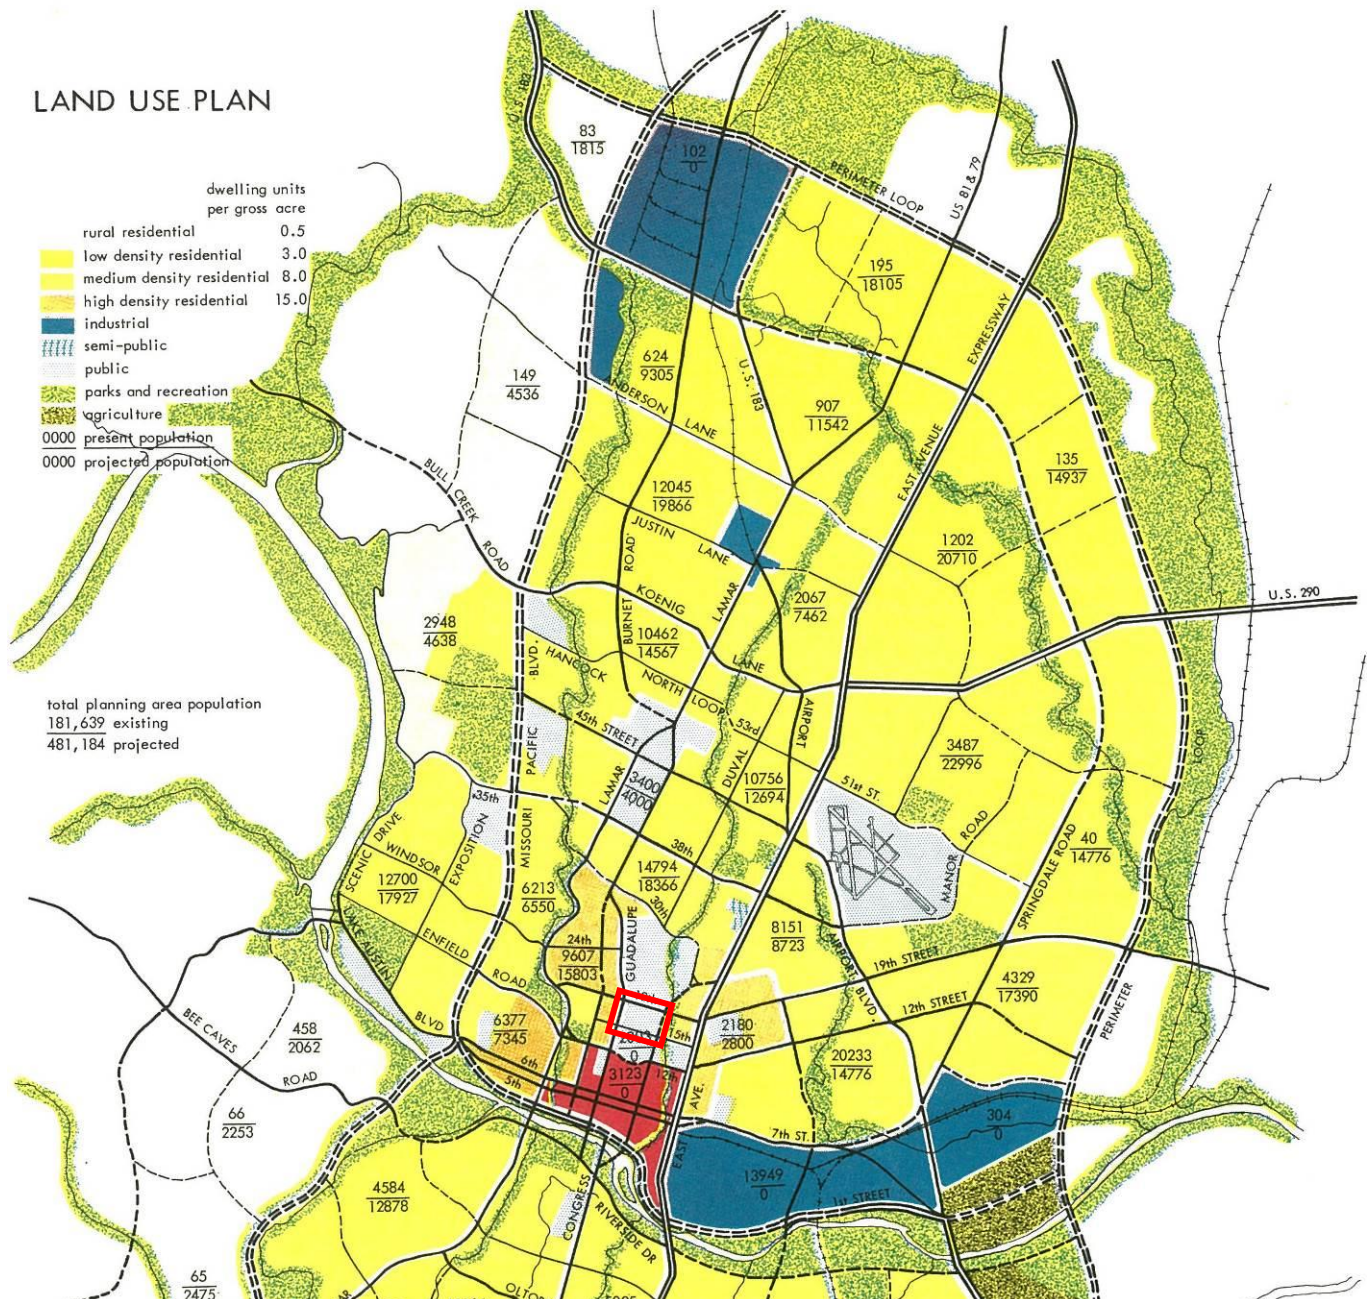 LAND USE PLAN
dwelling units
per gross acre
rural residential 0.5
low density residential 3.0
medium density residential 8.0
high density residential 15.0
industrial
semi-public
public
parks and recreation
agriculture
0000 present population
0000 projected population
total planning area population
181,639 existing
481,184 projected
83
1815
102
0
PERIMETER LOOP
US 81 & 79
195
18105
EXPRESSWAY
624
9305
U.S. 183
149
4536
ANDERSON LANE
907
11542
EAST AVENUE
135
14937
BULL CREEK ROAD
12045
19866
JUSTIN LANE
BURNET ROAD
1202
20710
KOENIG LANE
LAMAR
2067
7462
U.S. 290
2948
4638
BLVD.
HANCOCK
10462
14567
NORTH LOOP
53rd
AIRPORT
45th STREET
PACIFIC
DUVAL
3487
22996
LOOP
LAMAR
3400
4000
10756
12694
51st ST.
35th
MISSOURI
38th
MANOR ROAD
SPRINGDALE ROAD
40
14776
SCENIC DRIVE
WINDSOR
EXPOSITION
12700
17927
6213
6550
14794
18366
30th
GUADALUPE
LAKE AUSTIN BLVD
ENFIELD ROAD
24th
9607
15803
8151
8723
AIRPORT BLVD.
19th STREET
4329
17390
12th STREET
PERIMETER
BEE CAVES ROAD
458
2062
6377
7345
0
15th
2180
2800
20233
14776
6th
5th
3123
0
12th
EAST AVE.
7th ST.
304
0
66
2253
13949
0
1st STREET
4584
12878
CONGRESS
RIVERSIDE DR
65
2475